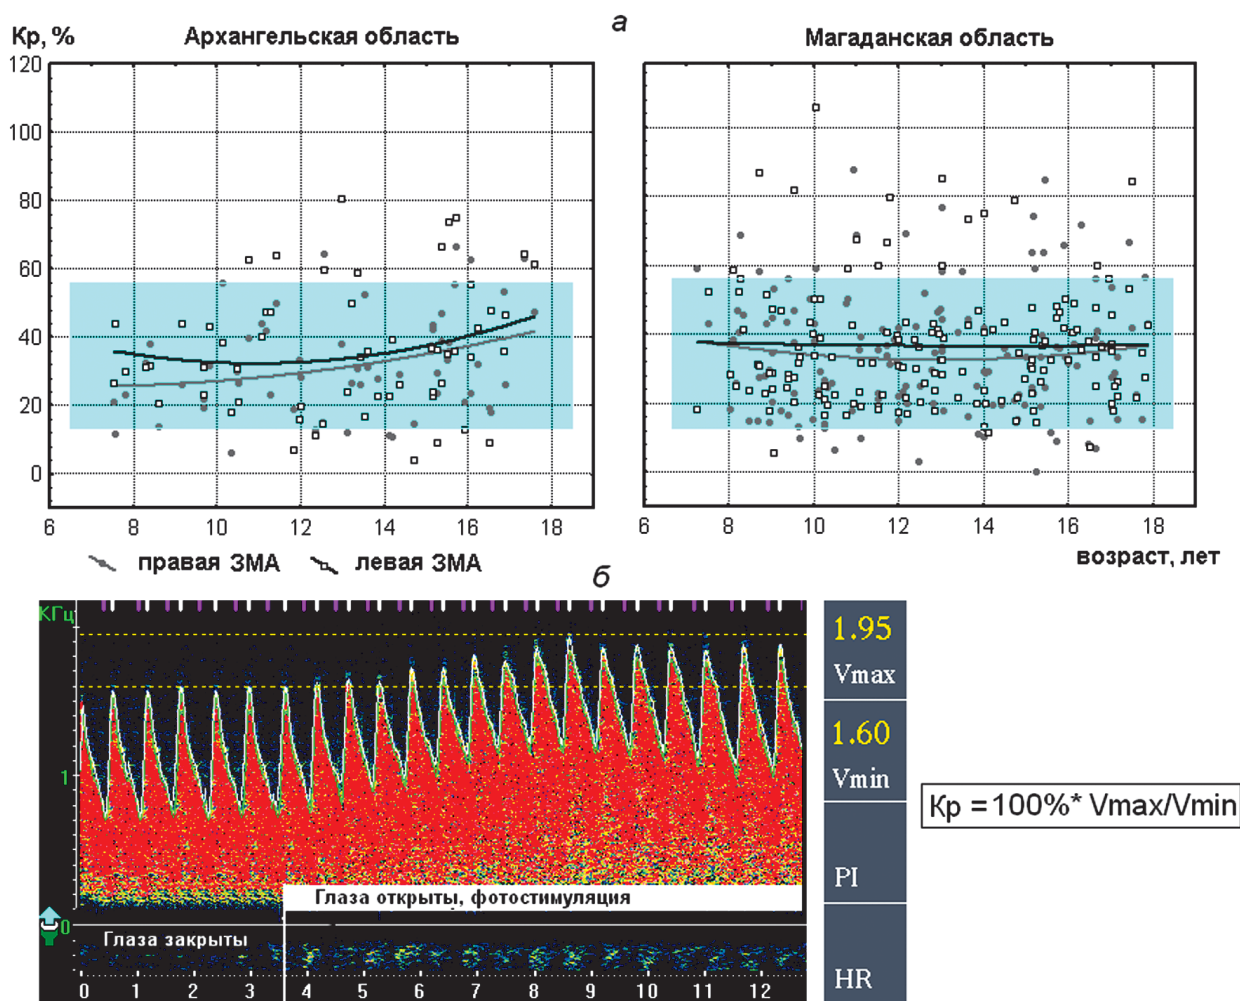 а
Кр, % Архангельская область Магаданская область
120
100
80
60
40
20
0
6 8 10 12 14 16 18
6 8 10 12 14 16 18
правая ЗМА левая ЗМА
возраст, лет
б
КГц
1
0
Глаза открыты, фотостимуляция
Глаза закрыты
0 1 2 3 4 5 6 7 8 9 10 11 12
1.95
Vmax
1.60
Vmin
PI
HR
Кр = 100%* Vmax/Vmin